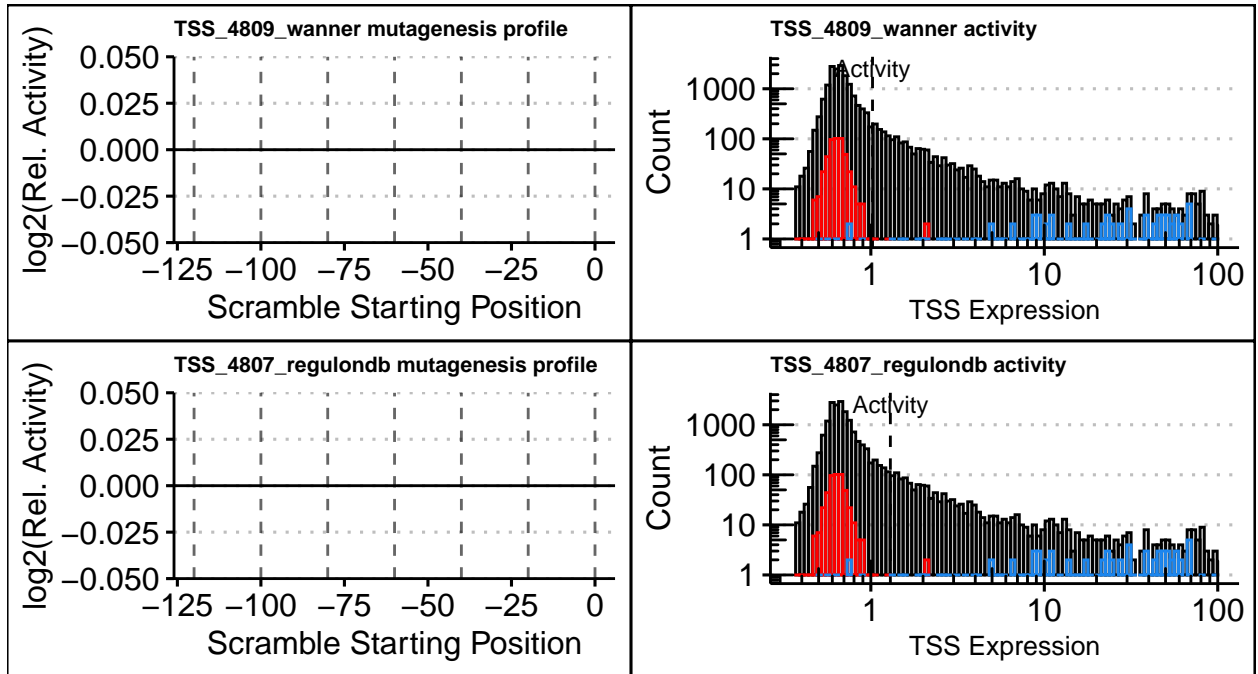 TSS_4809_wanner mutagenesis profile
log2(Rel. Activity)
0.050
0.025
0.000
−0.025
−0.050
−125 −100 −75 −50 −25 0
Scramble Starting Position
TSS_4809_wanner activity
Activity
Count
1000
100
10
1
1 10 100
TSS Expression
TSS_4807_regulondb mutagenesis profile
log2(Rel. Activity)
0.050
0.025
0.000
−0.025
−0.050
−125 −100 −75 −50 −25 0
Scramble Starting Position
TSS_4807_regulondb activity
Activity
Count
1000
100
10
1
1 10 100
TSS Expression